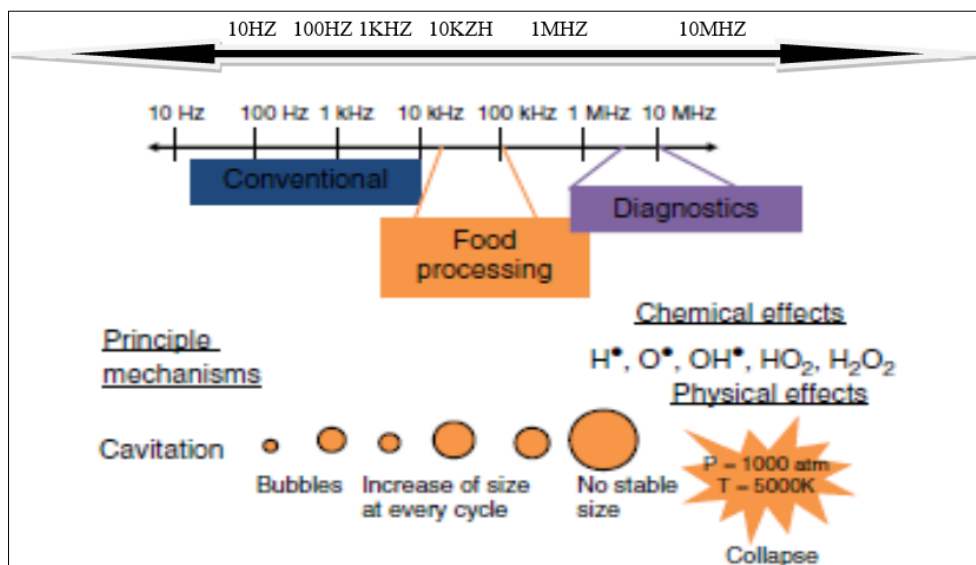 10HZ 100HZ 1KHZ 10KZH 1MHZ 10MHZ
10 Hz 100 Hz 1 kHz 10 kHz 100 kHz 1 MHz 10 MHz
Conventional
Diagnostics
Food
processing
Chemical effects
H•, O•, OH•, HO₂, H₂O₂
Physical effects
Principle
mechanisms
Cavitation
Bubbles
Increase of size
at every cycle
No stable
size
P – 1000 atm
T – 5000K
Collapse